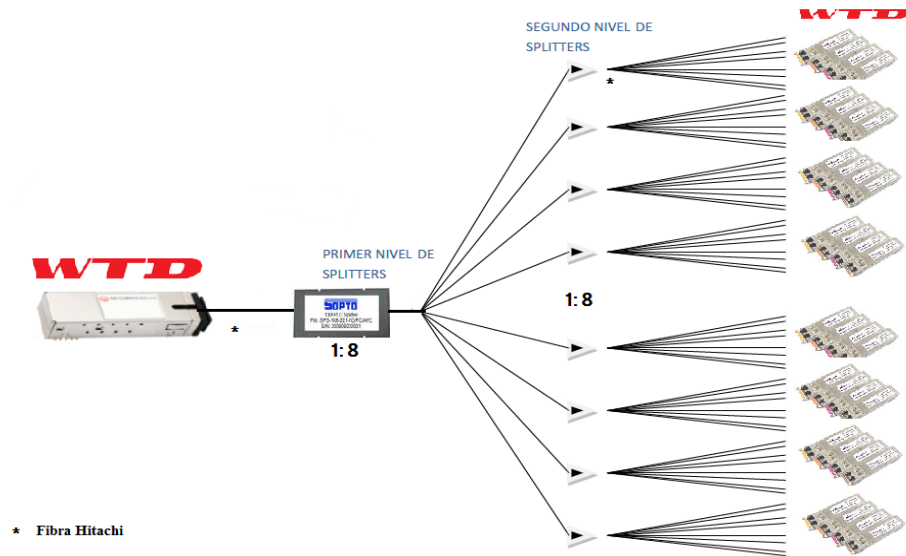 SEGUNDO NIVEL DE
SPLITTERS
WTD
*
PRIMER NIVEL DE
SPLITTERS
WTD
SOPTO
1: 8
*
1: 8
* Fibra Hitachi